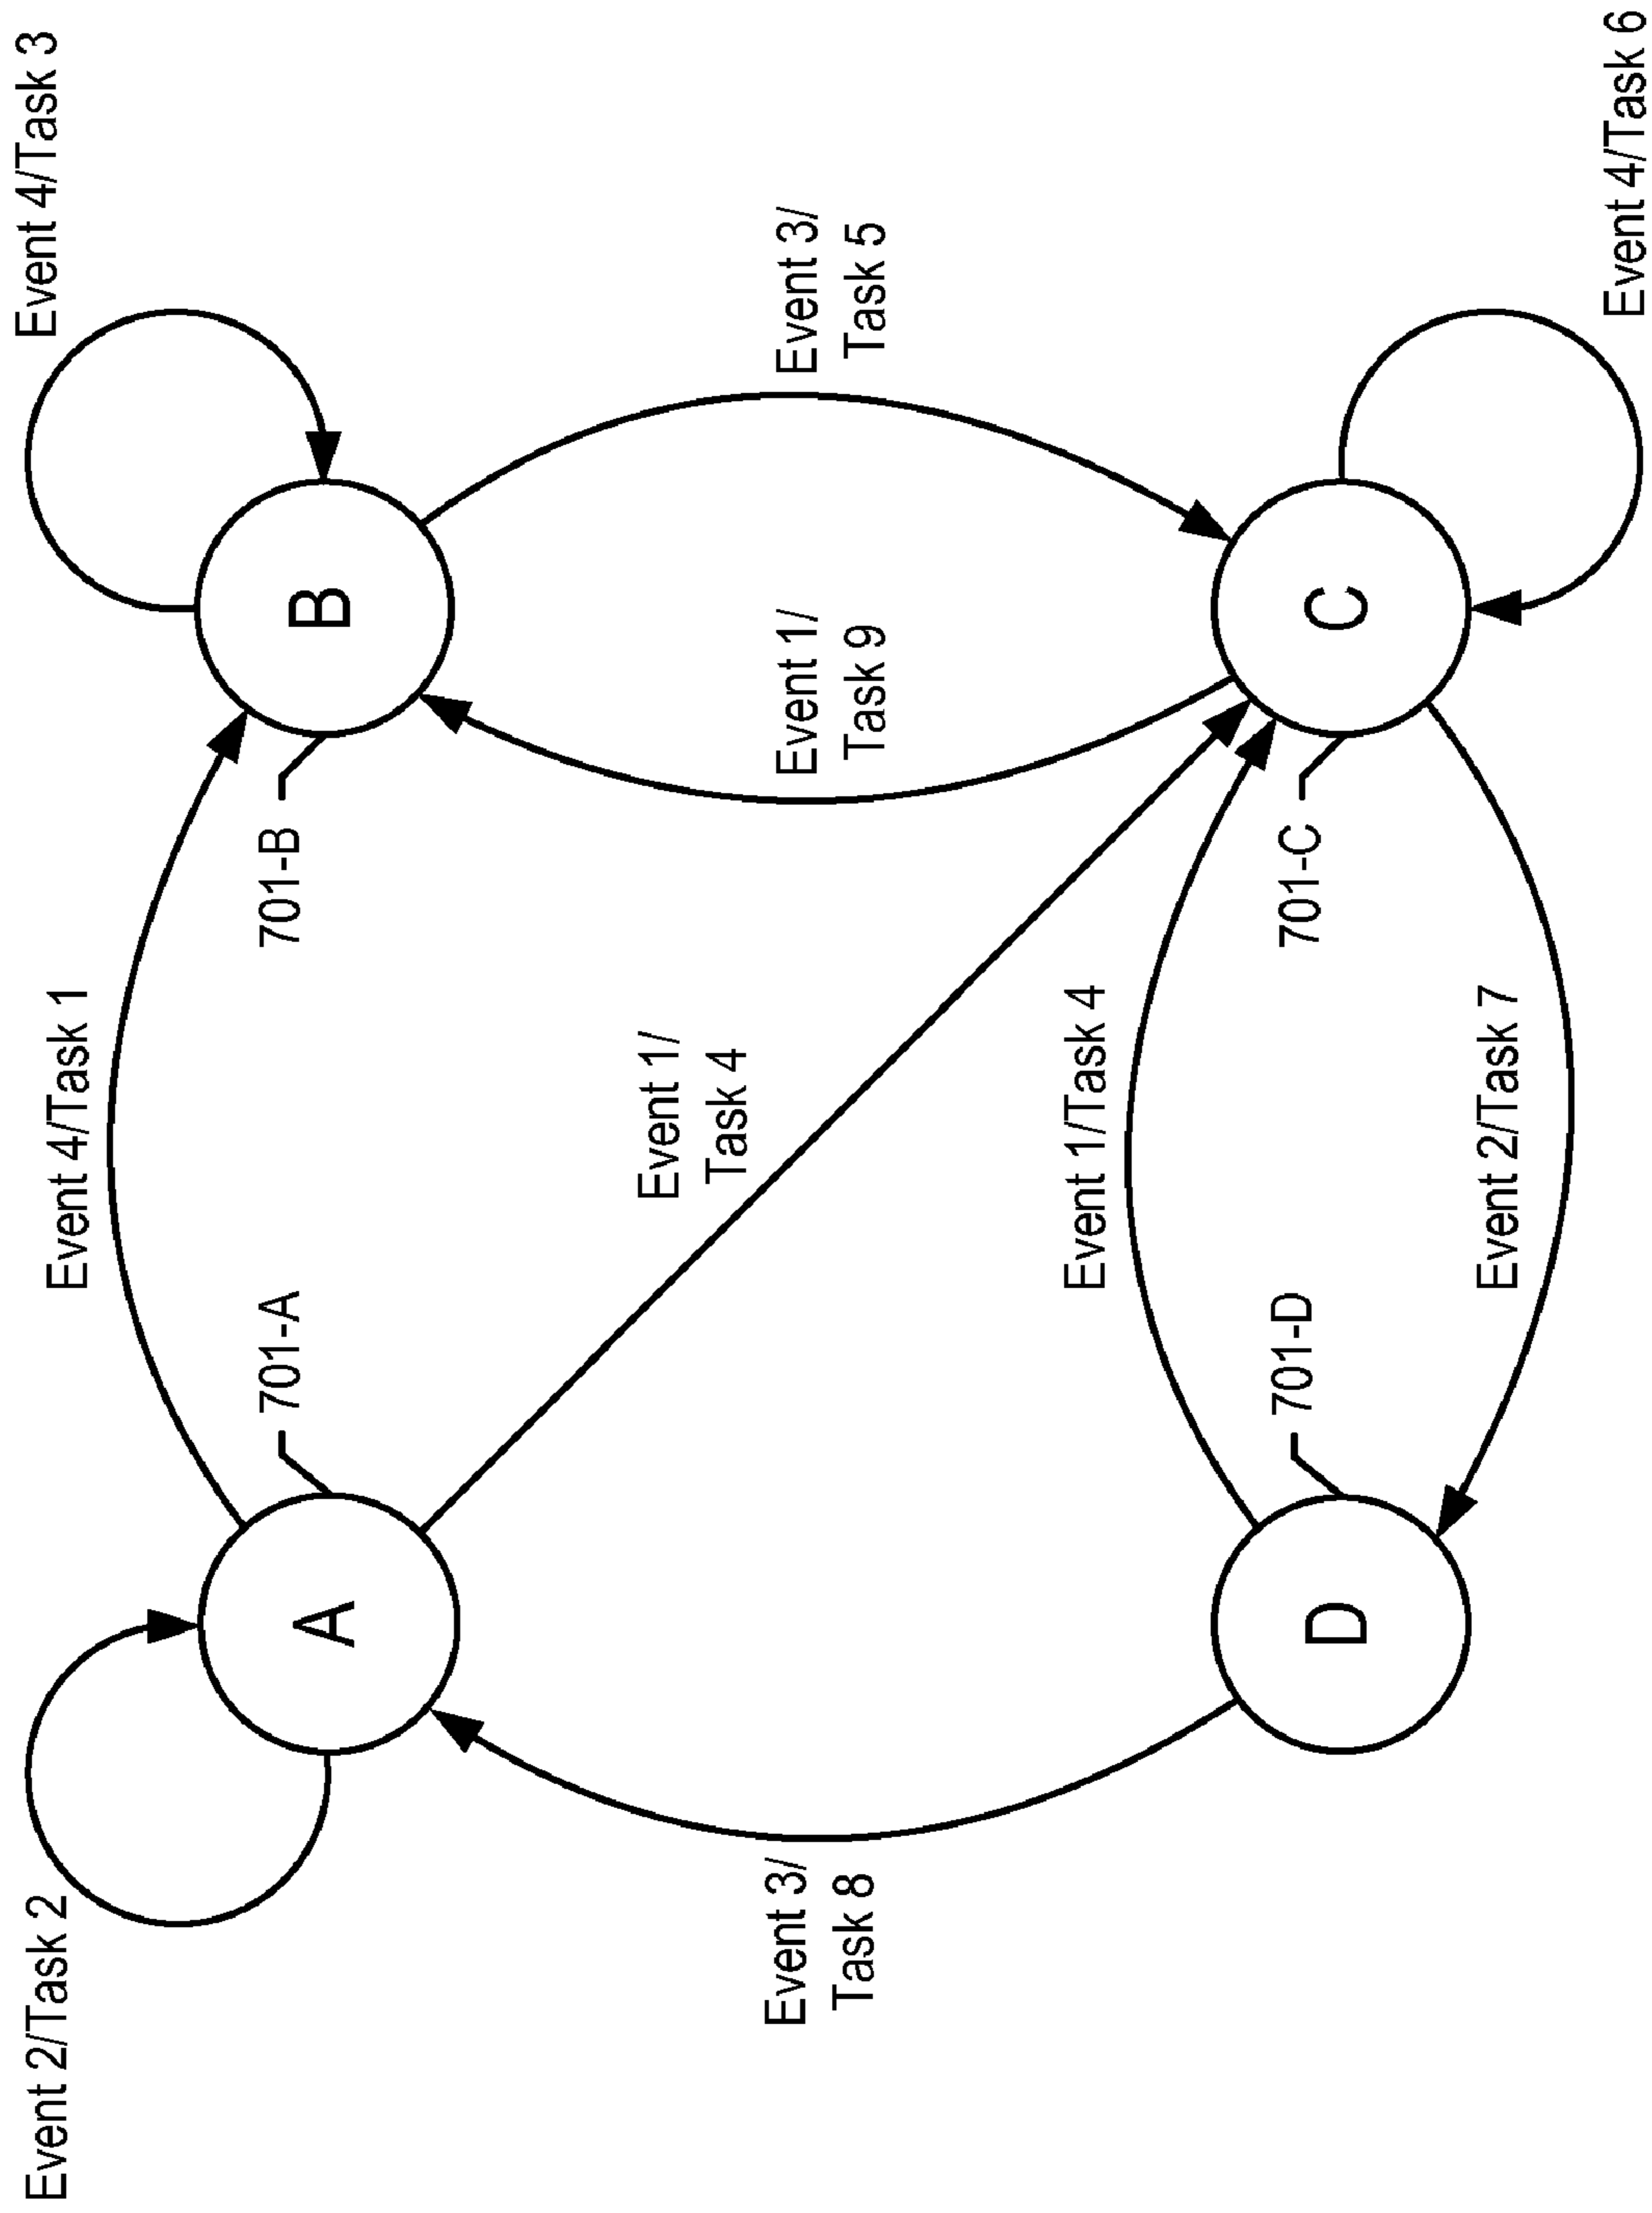 Event 2/Task 2
Event 4/Task 1
Event 4/Task 3
A
701-A
701-B
B
Event 1/
Task 4
Event 3/
Task 8
Event 1/
Task 9
Event 3/
Task 5
Event 1/Task 4
D
701-D
701-C
C
Event 2/Task 7
Event 4/Task 6